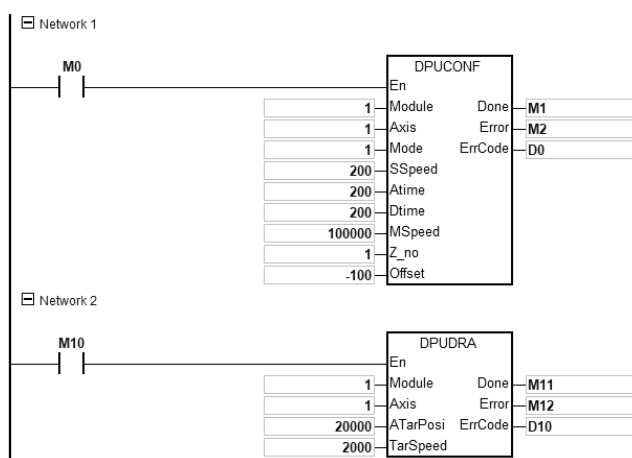 Network 1
M0
DPUCONF
En
1 Module Done M1
1 Axis Error M2
1 Mode ErrCode D0
200 SSpeed
200 Atime
200 Dtime
100000 MSpeed
1 Z_no
-100 Offset
Network 2
M10
DPUDRA
En
1 Module Done M11
1 Axis Error M12
20000 ATarPosi ErrCode D10
2000 TarSpeed